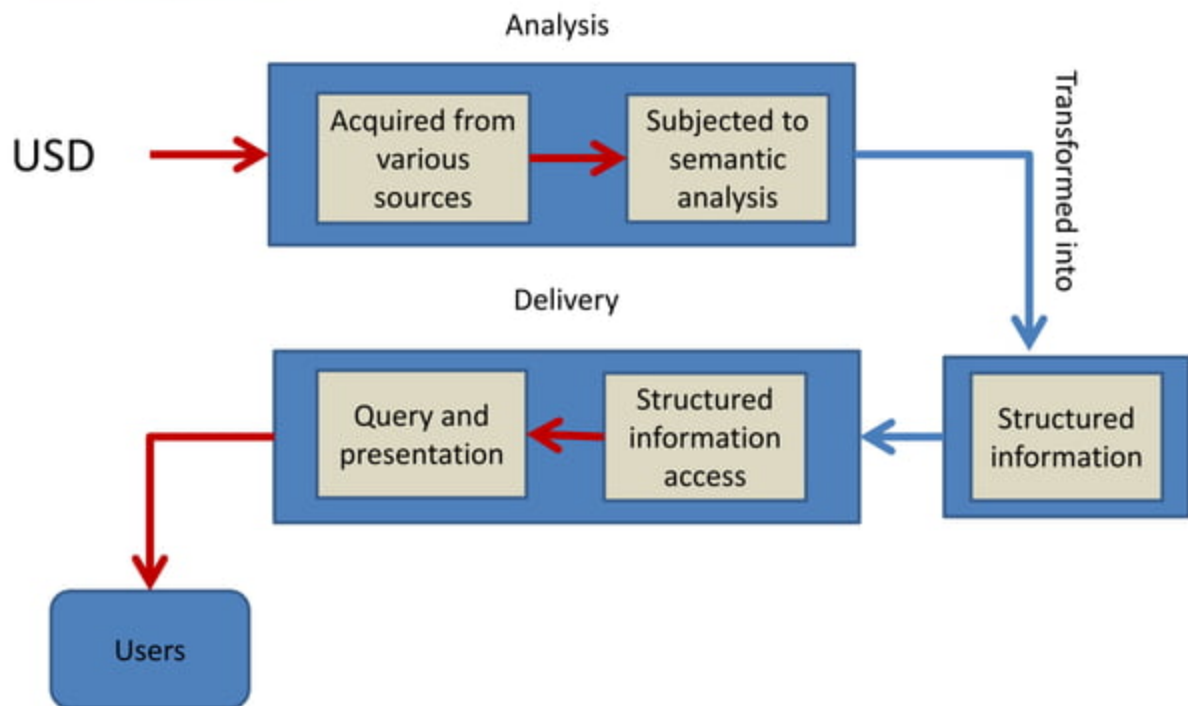 Analysis
USD
Acquired from
various
sources
Subjected to
semantic
analysis
Transformed into
Structured
information
Delivery
Structured
information
access
Query and
presentation
Users